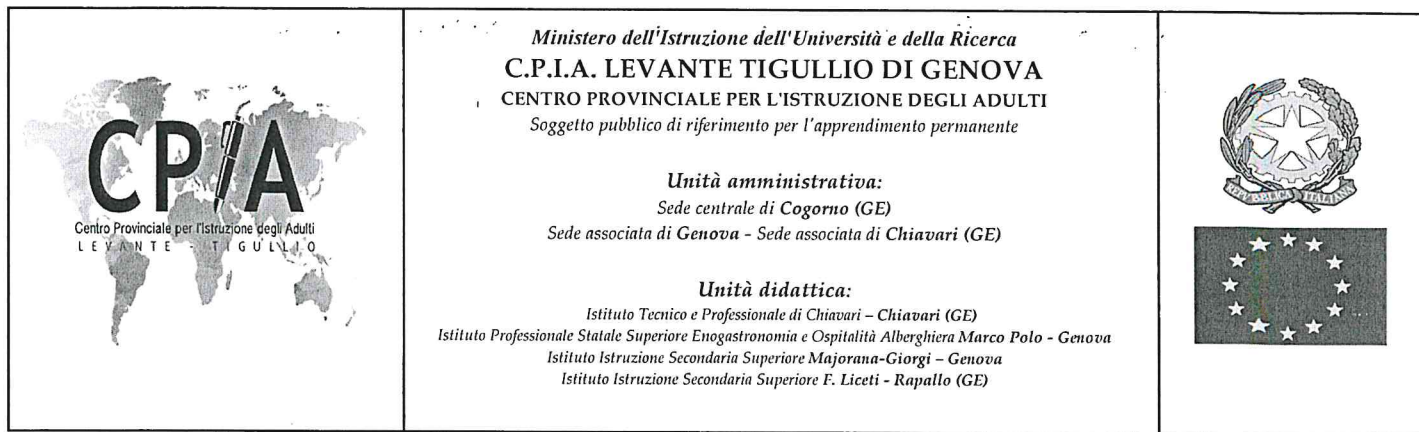 CPIA
Centro Provinciale per l'Istruzione degli Adulti
LEVANTE - TIGULLIO
Ministero dell'Istruzione dell'Università e della Ricerca
C.P.I.A. LEVANTE TIGULLIO DI GENOVA
CENTRO PROVINCIALE PER L'ISTRUZIONE DEGLI ADULTI
Soggetto pubblico di riferimento per l'apprendimento permanente
Unità amministrativa:
Sede centrale di Cogorno (GE)
Sede associata di Genova - Sede associata di Chiavari (GE)
Unità didattica:
Istituto Tecnico e Professionale di Chiavari – Chiavari (GE)
Istituto Professionale Statale Superiore Enogastronomia e Ospitalità Alberghiera Marco Polo - Genova
Istituto Istruzione Secondaria Superiore Majorana-Giorgi – Genova
Istituto Istruzione Secondaria Superiore F. Liceti - Rapallo (GE)
REPUBBLICA ITALIANA